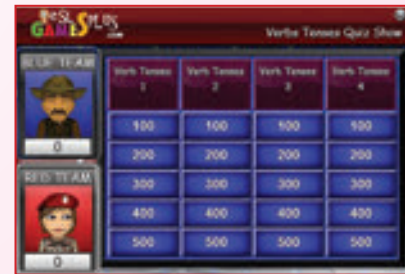 ESL
GAMES PLUS
.com
Verbs Tenses Quiz Show
BLUE TEAM
0
RED TEAM
0
Verb Tenses 1
Verb Tenses 2
Verb Tenses 3
Verb Tenses 4
100 100 100 100
200 200 200 200
300 300 300 300
400 400 400 400
500 500 500 500